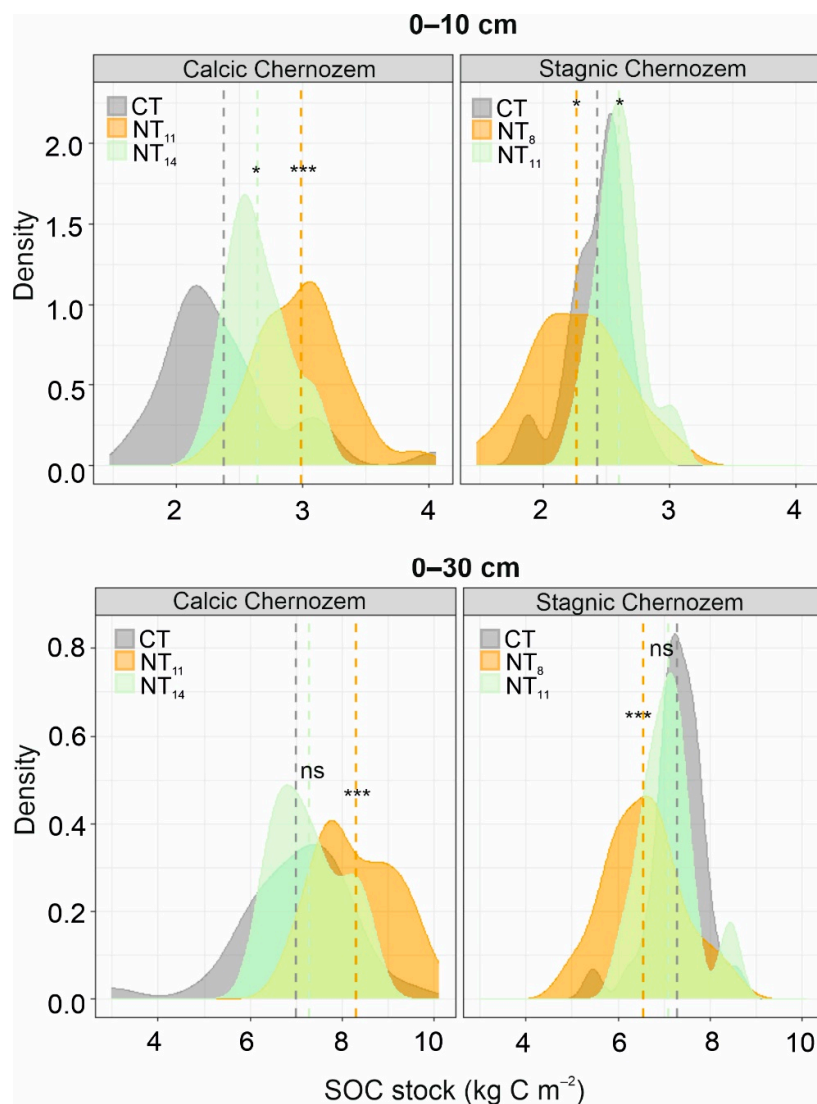 0–10 cm
Calcic Chernozem
Stagnic Chernozem
CT
NT₁₁
NT₁₄
* ***
CT
NT₈
NT₁₁
* *
Density
2.0
1.5
1.0
0.5
0.0
2 3 4
2 3 4
0–30 cm
Calcic Chernozem
Stagnic Chernozem
CT
NT₁₁
NT₁₄
ns
***
CT
NT₈
NT₁₁
ns
***
Density
0.8
0.6
0.4
0.2
0.0
4 6 8 10
4 6 8 10
SOC stock (kg C m⁻²)